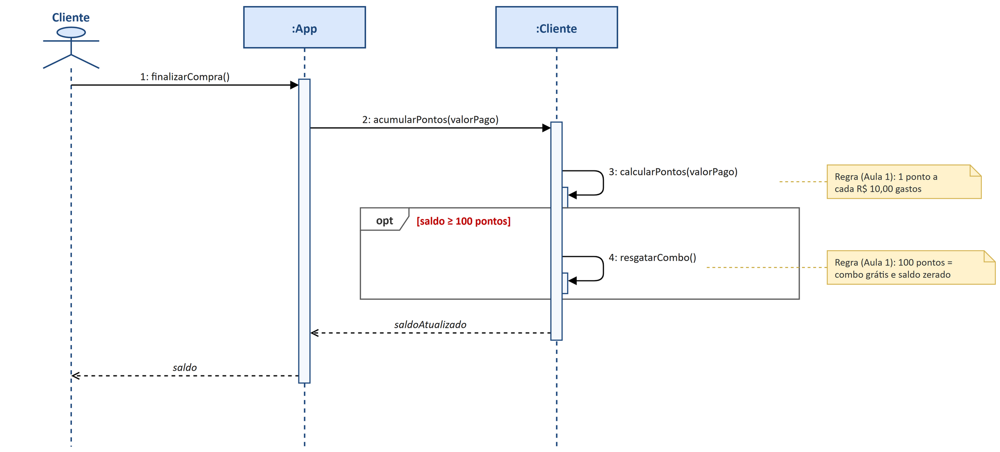 Cliente
:App
:Cliente
1: finalizarCompra()
2: acumularPontos(valorPago)
3: calcularPontos(valorPago)
Regra (Aula 1): 1 ponto a
cada R$ 10,00 gastos
opt
[saldo ≥ 100 pontos]
4: resgatarCombo()
Regra (Aula 1): 100 pontos =
combo grátis e saldo zerado
saldoAtualizado
saldo